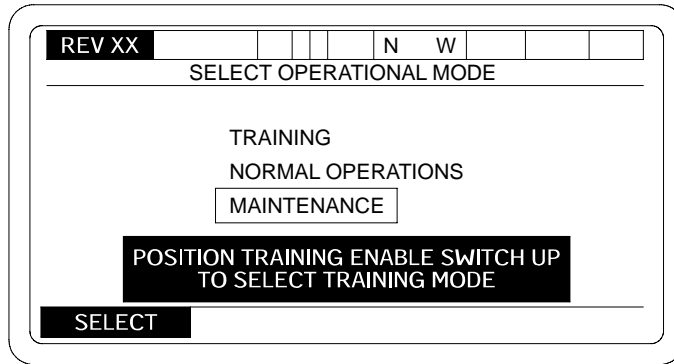 REV XX N W
SELECT OPERATIONAL MODE
TRAINING
NORMAL OPERATIONS
MAINTENANCE
POSITION TRAINING ENABLE SWITCH UP
TO SELECT TRAINING MODE
SELECT